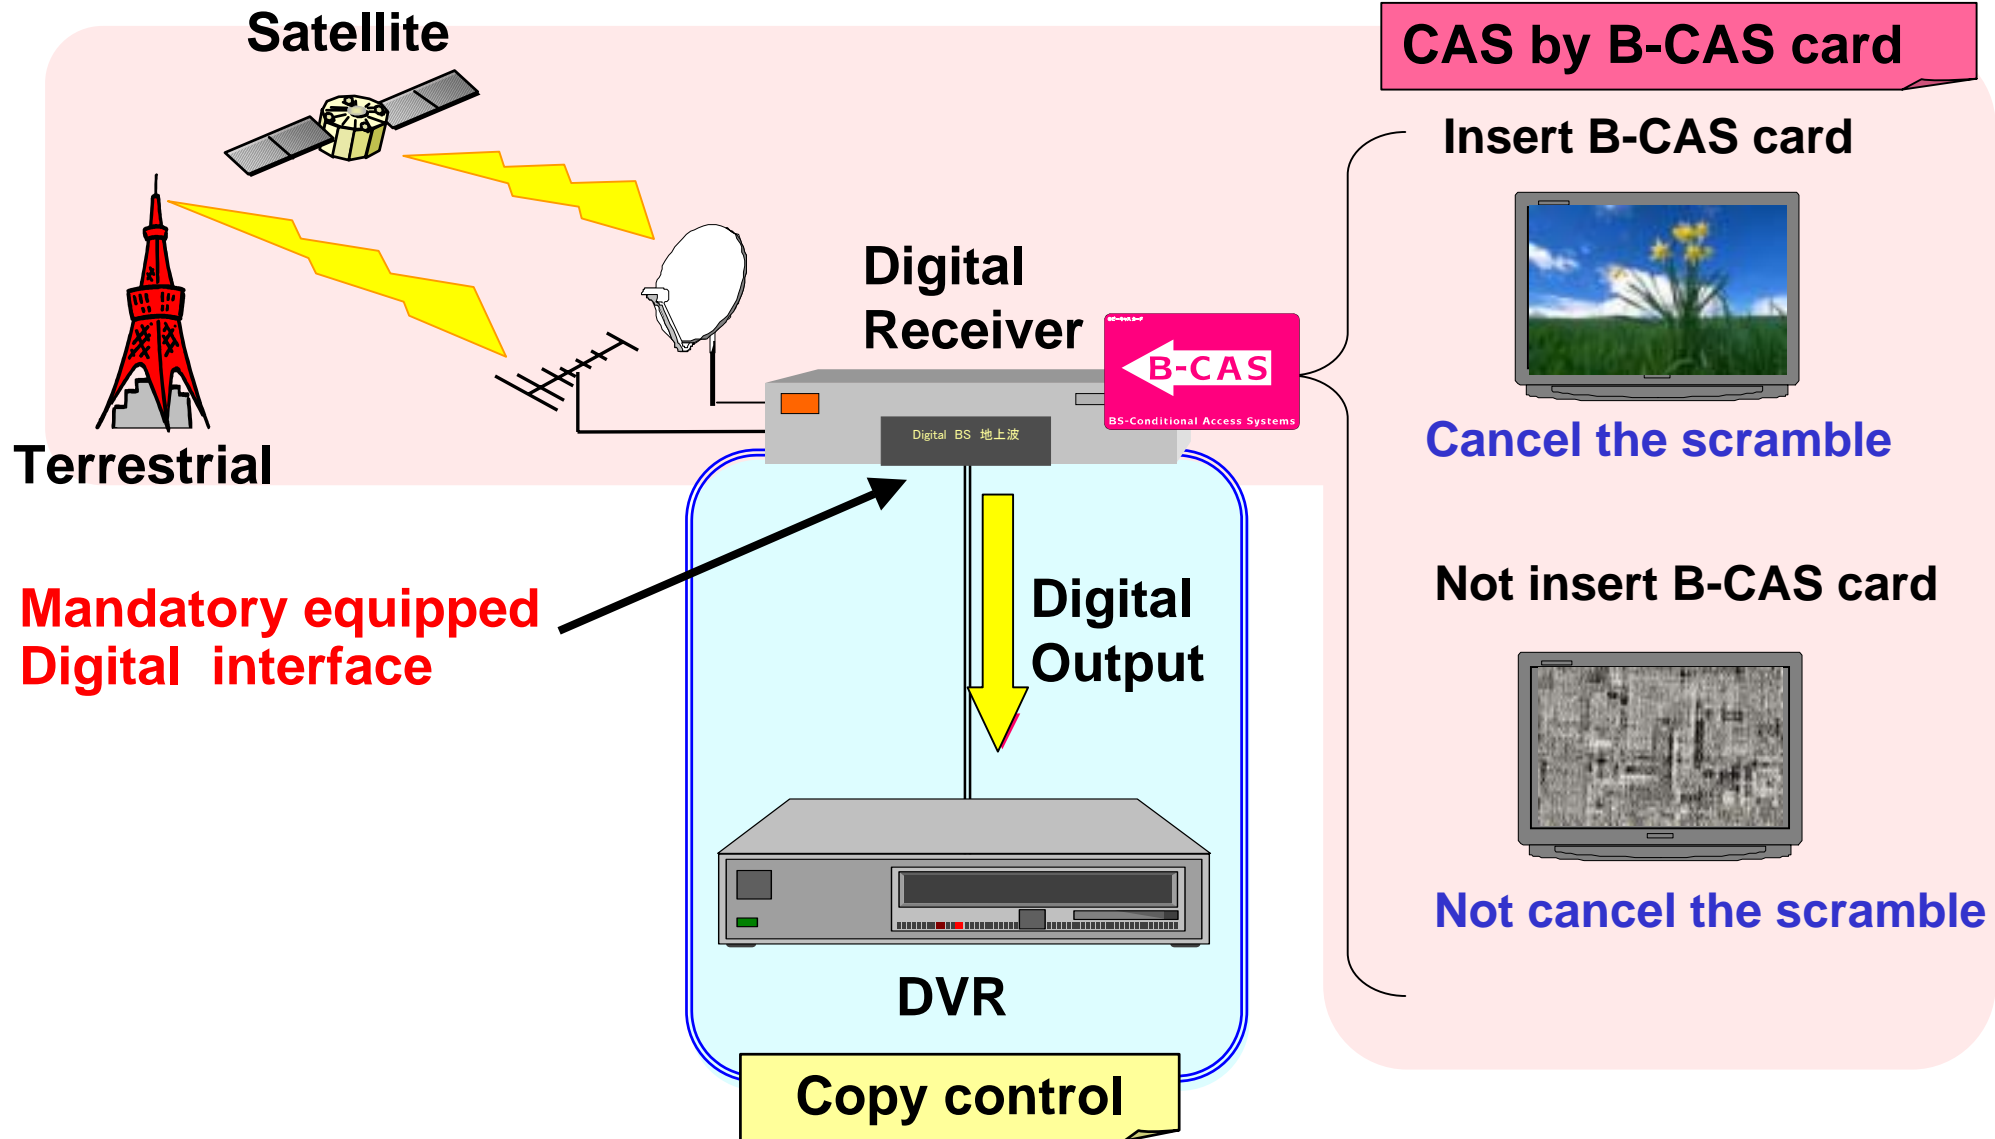 Satellite
CAS by B-CAS card
Insert B-CAS card
Digital
Receiver
B-CAS
BS-Conditional Access Systems
Digital BS 地上波
Cancel the scramble
Terrestrial
Mandatory equipped
Digital interface
Digital
Output
Not insert B-CAS card
Not cancel the scramble
DVR
Copy control